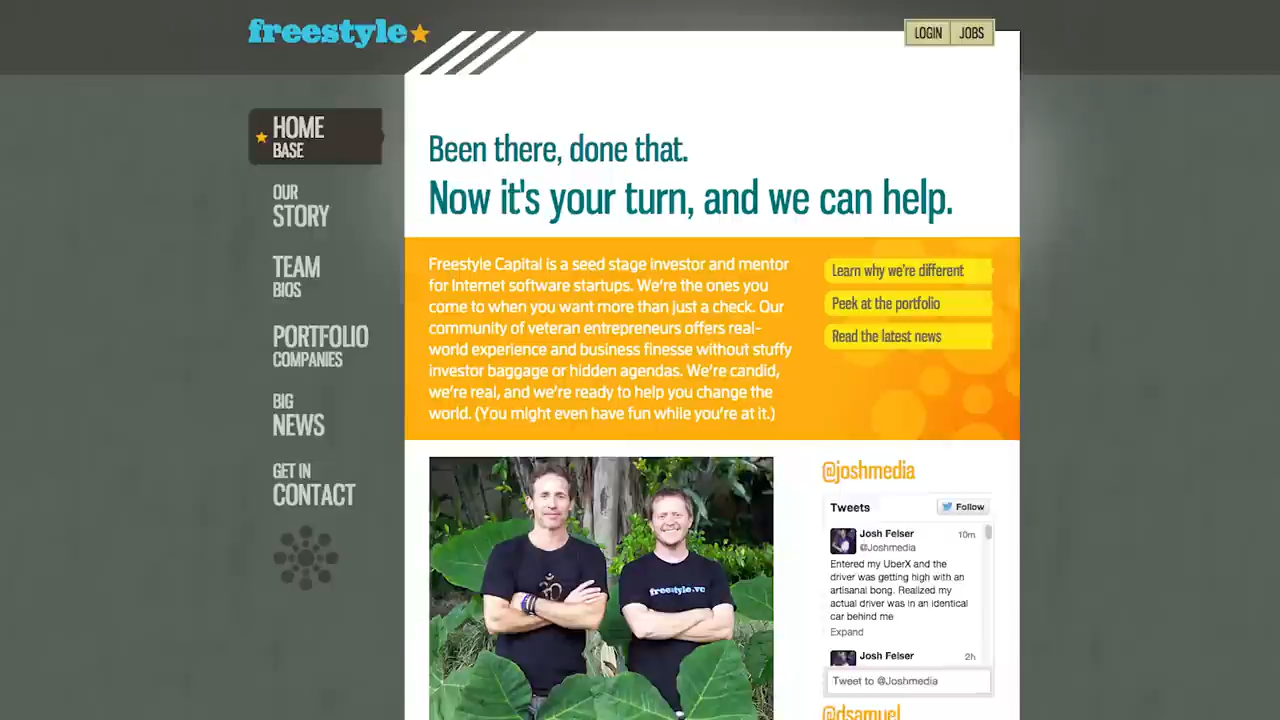 freestyle
LOGIN
JOBS
HOME
BASE
OUR
STORY
TEAM
BIOS
PORTFOLIO
COMPANIES
BIG
NEWS
GET IN
CONTACT
Been there, done that.
Now it's your turn, and we can help.
Freestyle Capital is a seed stage investor and mentor
for Internet software startups. We're the ones you
come to when you want more than just a check. Our
community of veteran entrepreneurs offers real-
world experience and business finesse without stuffy
investor baggage or hidden agendas. We're candid,
we're real, and we're ready to help you change the
world. (You might even have fun while you're at it.)
Learn why we're different
Peek at the portfolio
Read the latest news
freestyle.vc
@joshmedia
Tweets
Follow
Josh Felser
10m
@Joshmedia
Entered my UberX and the
driver was getting high with an
artisanal bong. Realized my
actual driver was in an identical
car behind me
Expand
Josh Felser
2h
Tweet to @Joshmedia
@dsamuel